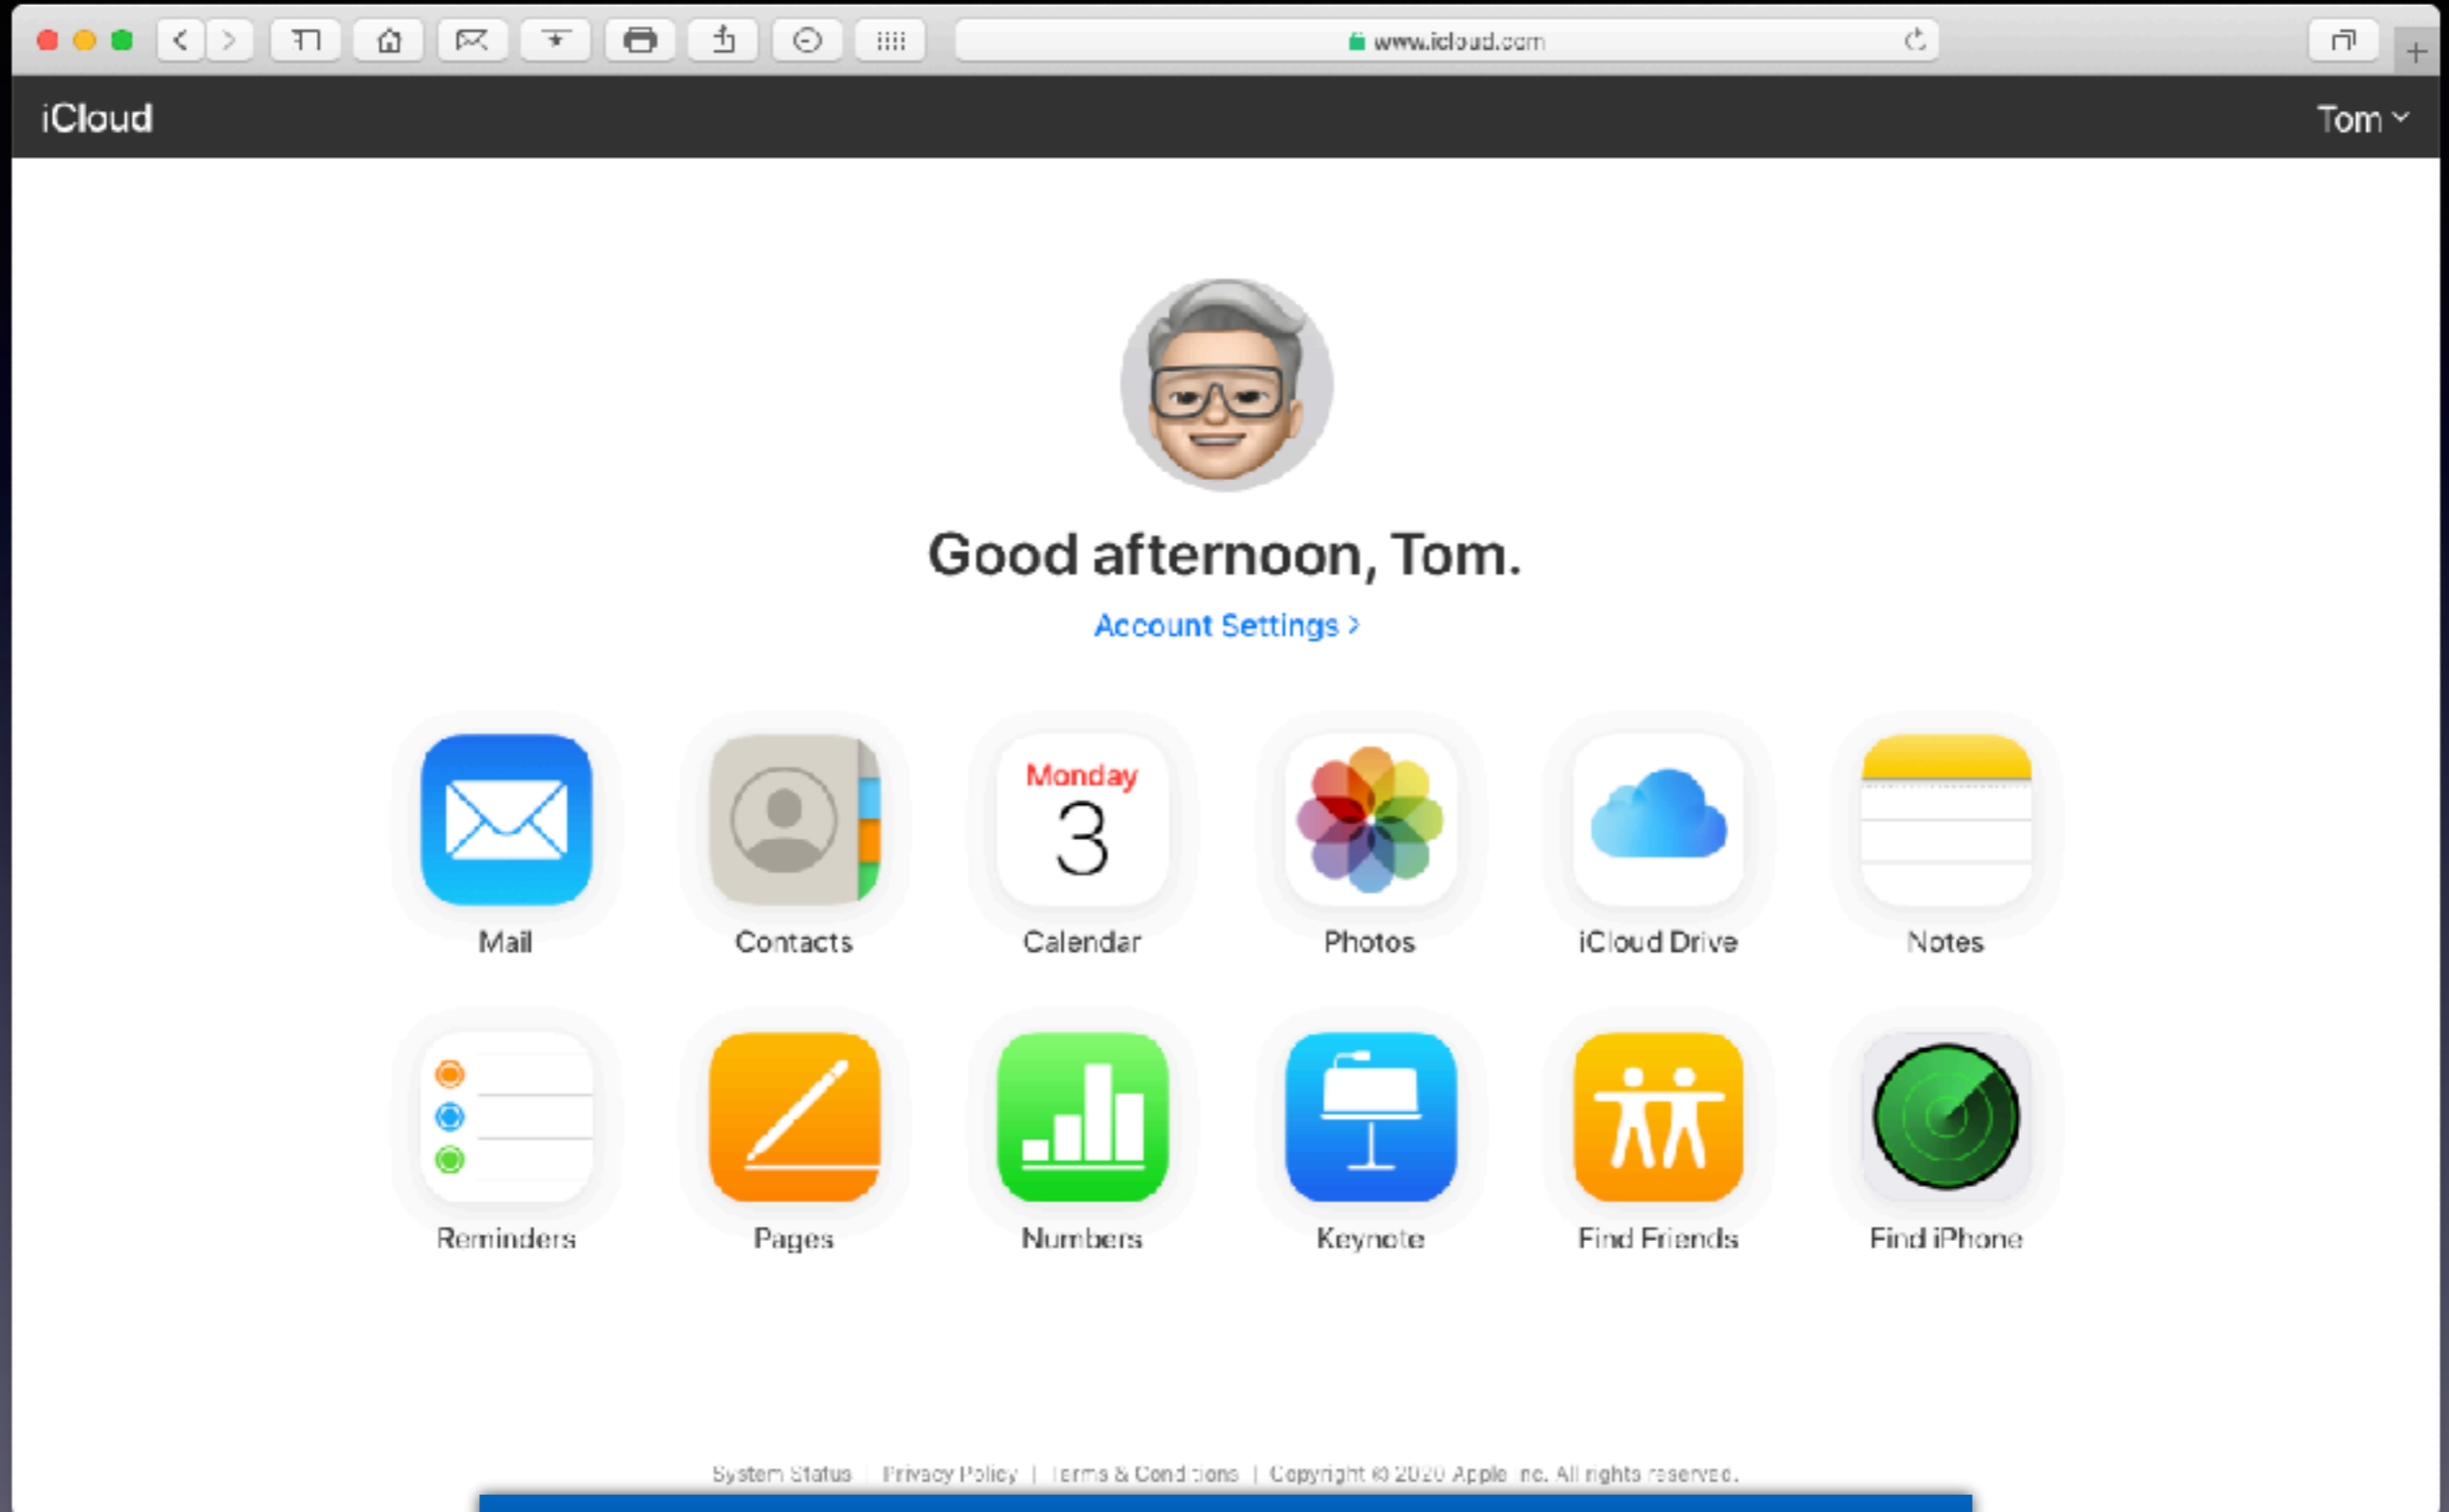 www.icloud.com
iCloud
Tom
Good afternoon, Tom.
Account Settings >
Monday
3
Mail
Contacts
Calendar
Photos
iCloud Drive
Notes
Reminders
Pages
Numbers
Keynote
Find Friends
Find iPhone
System Status | Privacy Policy | Terms & Conditions | Copyright © 2020 Apple Inc. All rights reserved.